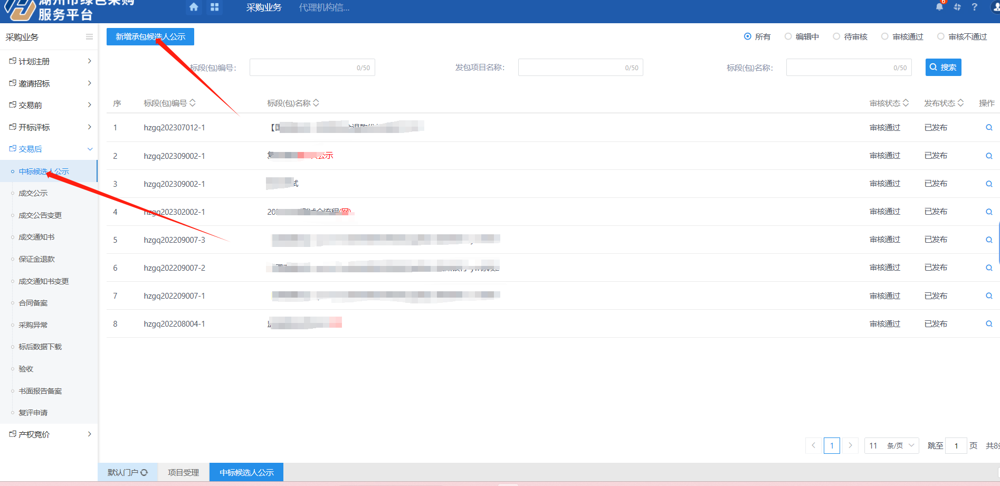 湖州市绿色采购
服务平台
采购业务 代理机构信...
6
采购业务
计划注册
邀请招标
交易前
开标评标
交易后
中标候选人公示
成交公示
成交公告变更
成交通知书
保证金退款
成交通知书变更
合同备案
采购异常
标后数据下载
验收
书面报告备案
复评申请
产权竞价
新增承包候选人公示
所有 编辑中 待审核 审核通过 审核不通过
标段(包)编号： 0/50 发包项目名称： 0/50 标段(包)名称： 0/50 搜索
序 标段(包)编号 标段(包)名称 审核状态 发布状态 操作
1 hzgq202307012-1 【国 审核通过 已发布
2 hzgq202309002-1 复 公示 审核通过 已发布
3 hzgq202309002-1 试 审核通过 已发布
4 hzgq202302002-1 20 测试全流程(网) 审核通过 已发布
5 hzgq202209007-3 审核通过 已发布
6 hzgq202209007-2 审核通过 已发布
7 hzgq202209007-1 审核通过 已发布
8 hzgq202208004-1 审核通过 已发布
1 11 条/页 跳至 1 页 共8条
默认门户 项目受理 中标候选人公示